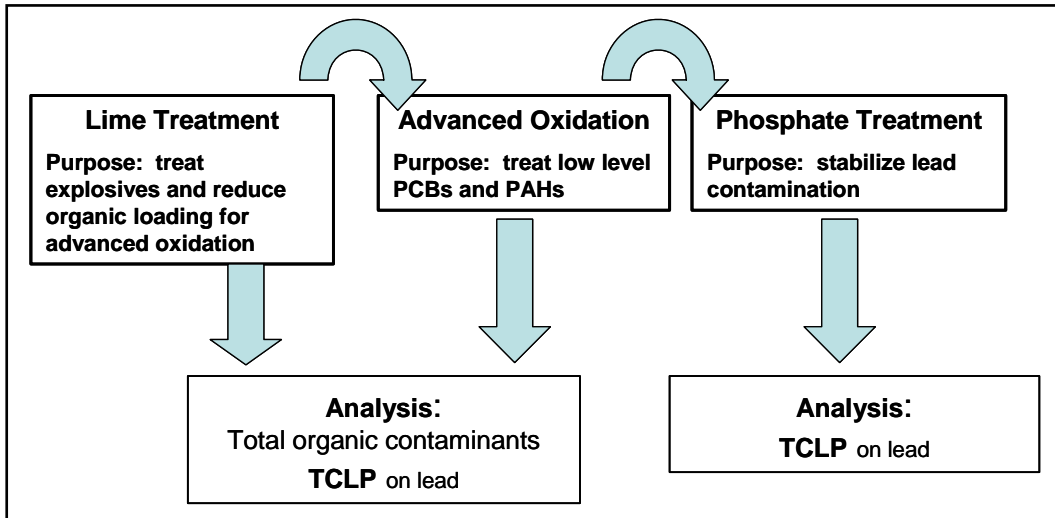 Lime Treatment
Purpose: treat
explosives and reduce
organic loading for
advanced oxidation
Advanced Oxidation
Purpose: treat low level
PCBs and PAHs
Phosphate Treatment
Purpose: stabilize lead
contamination
Analysis:
Total organic contaminants
TCLP on lead
Analysis:
TCLP on lead